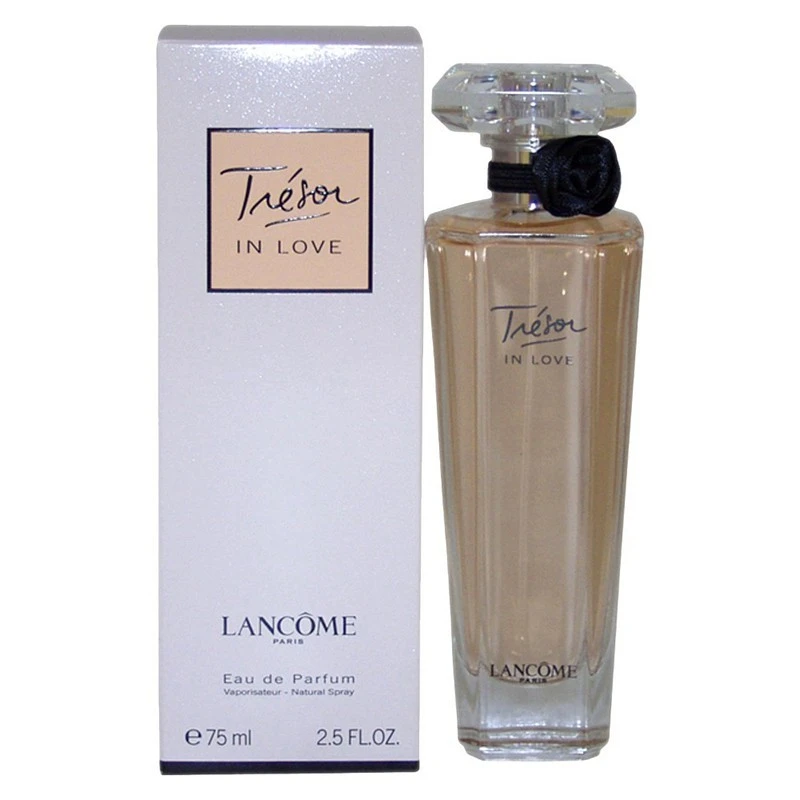 Trésor
IN LOVE
LANCÔME
PARIS
Eau de Parfum
Vaporisateur - Natural Spray
℮ 75 ml 2.5 FL.OZ.
Trésor
IN LOVE
LANCÔME
PARIS